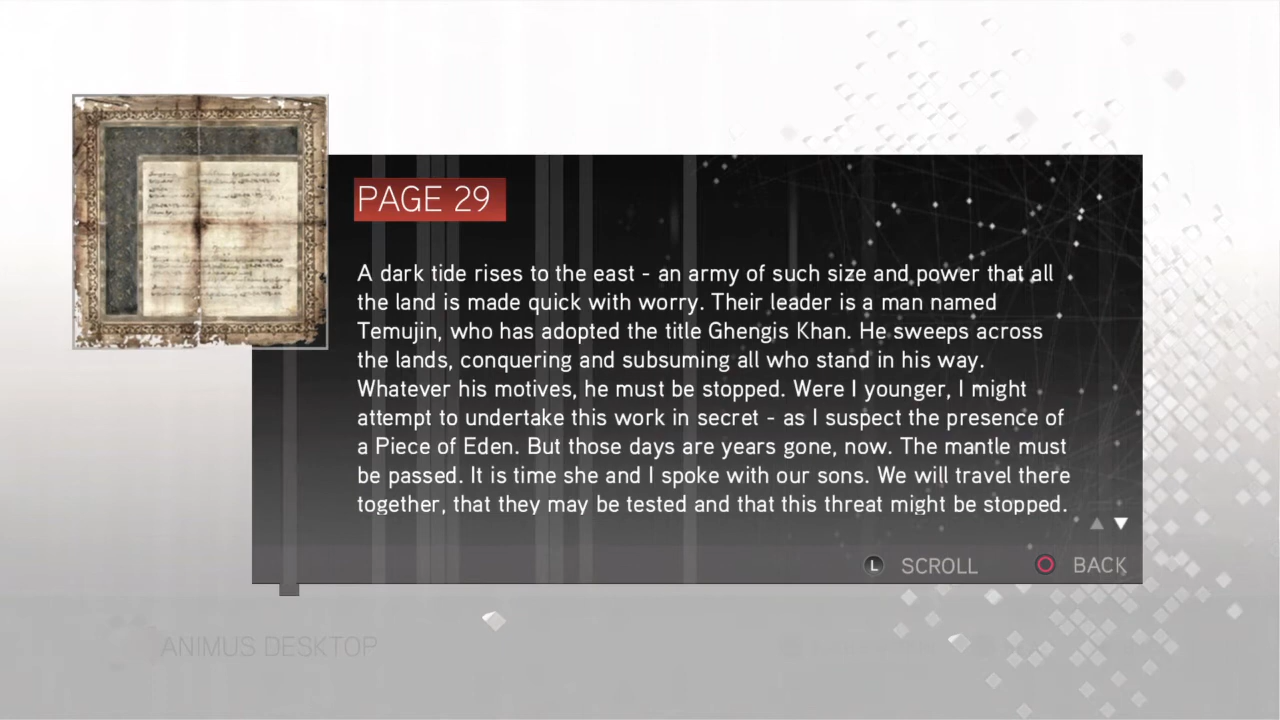 PAGE 29
A dark tide rises to the east - an army of such size and power that all
the land is made quick with worry. Their leader is a man named
Temujin, who has adopted the title Ghengis Khan. He sweeps across
the lands, conquering and subsuming all who stand in his way.
Whatever his motives, he must be stopped. Were I younger, I might
attempt to undertake this work in secret - as I suspect the presence of
a Piece of Eden. But those days are years gone, now. The mantle must
be passed. It is time she and I spoke with our sons. We will travel there
together, that they may be tested and that this threat might be stopped.
L SCROLL BACK
ANIMUS DESKTOP